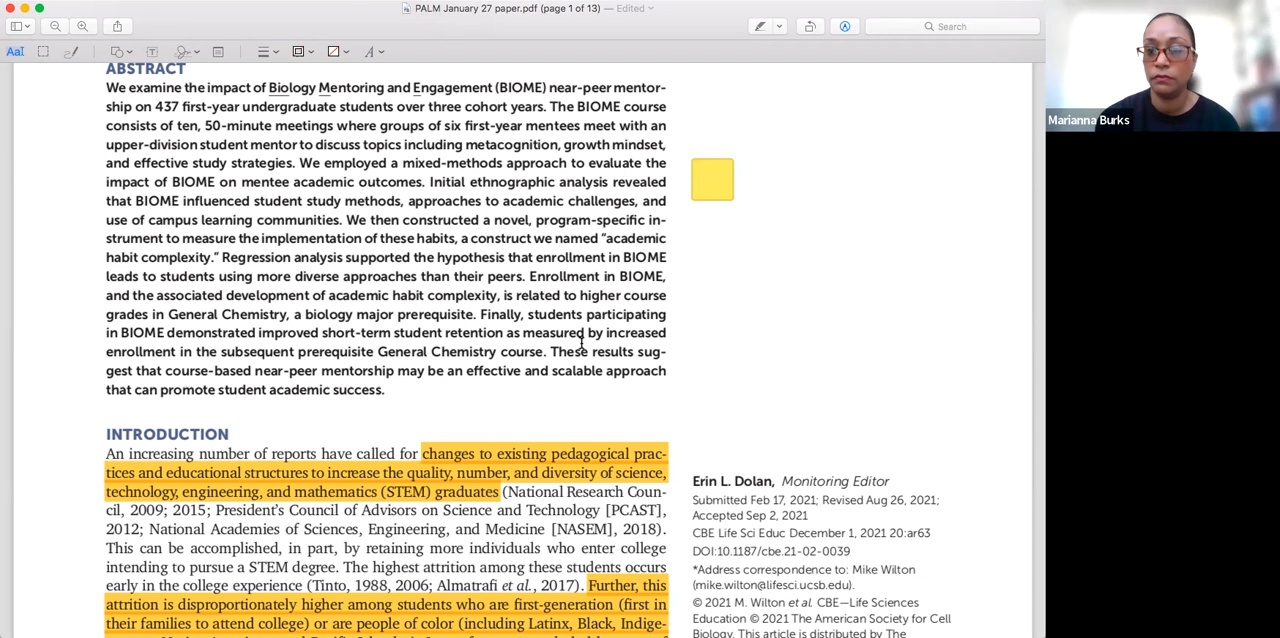 PALM January 27 paper.pdf (page 1 of 13) — Edited
Search
AaI
A
Marianna Burks
ABSTRACT
We examine the impact of Biology Mentoring and Engagement (BIOME) near-peer mentor-
ship on 437 first-year undergraduate students over three cohort years. The BIOME course
consists of ten, 50-minute meetings where groups of six first-year mentees meet with an
upper-division student mentor to discuss topics including metacognition, growth mindset,
and effective study strategies. We employed a mixed-methods approach to evaluate the
impact of BIOME on mentee academic outcomes. Initial ethnographic analysis revealed
that BIOME influenced student study methods, approaches to academic challenges, and
use of campus learning communities. We then constructed a novel, program-specific in-
strument to measure the implementation of these habits, a construct we named “academic
habit complexity.” Regression analysis supported the hypothesis that enrollment in BIOME
leads to students using more diverse approaches than their peers. Enrollment in BIOME,
and the associated development of academic habit complexity, is related to higher course
grades in General Chemistry, a biology major prerequisite. Finally, students participating
in BIOME demonstrated improved short-term student retention as measured by increased
enrollment in the subsequent prerequisite General Chemistry course. These results sug-
gest that course-based near-peer mentorship may be an effective and scalable approach
that can promote student academic success.
INTRODUCTION
An increasing number of reports have called for changes to existing pedagogical prac-
tices and educational structures to increase the quality, number, and diversity of science,
technology, engineering, and mathematics (STEM) graduates (National Research Coun-
cil, 2009; 2015; President’s Council of Advisors on Science and Technology [PCAST],
2012; National Academies of Sciences, Engineering, and Medicine [NASEM], 2018).
This can be accomplished, in part, by retaining more individuals who enter college
intending to pursue a STEM degree. The highest attrition among these students occurs
early in the college experience (Tinto, 1988, 2006; Almatrafi et al., 2017). Further, this
attrition is disproportionately higher among students who are first-generation (first in
their families to attend college) or are people of color (including Latinx, Black, Indige-
Erin L. Dolan, Monitoring Editor
Submitted Feb 17, 2021; Revised Aug 26, 2021;
Accepted Sep 2, 2021
CBE Life Sci Educ December 1, 2021 20:ar63
DOI:10.1187/cbe.21-02-0039
*Address correspondence to: Mike Wilton
(mike.wilton@lifesci.ucsb.edu).
© 2021 M. Wilton et al. CBE—Life Sciences
Education © 2021 The American Society for Cell
Biology. This article is distributed by The